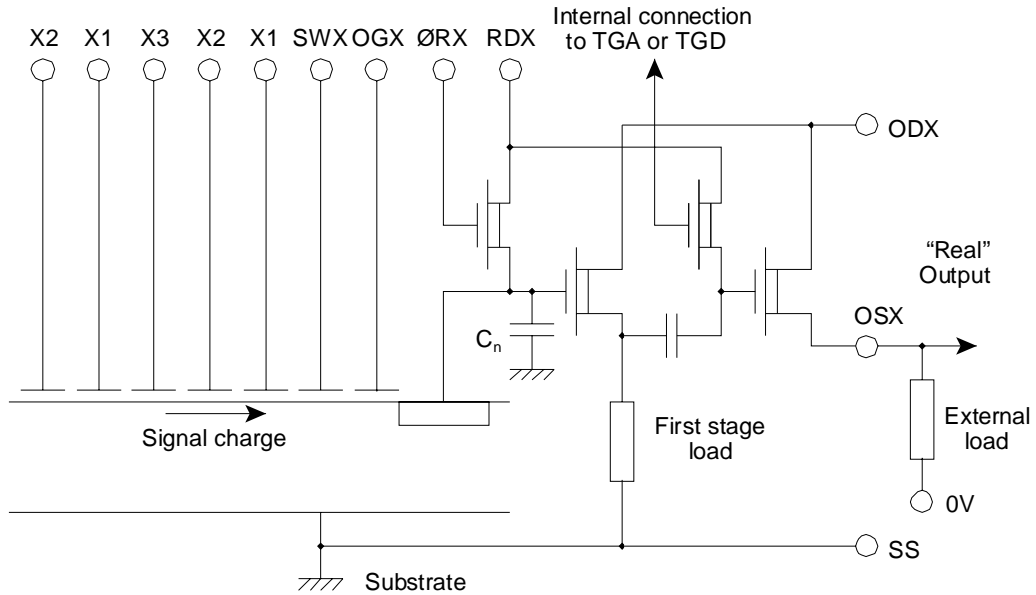 Internal connection
to TGA or TGD
X2 X1 X3 X2 X1 SWX OGX ØRX RDX
ODX
“Real”
Output
OSX
Cn
Signal charge
First stage
load
External
load
0V
SS
Substrate